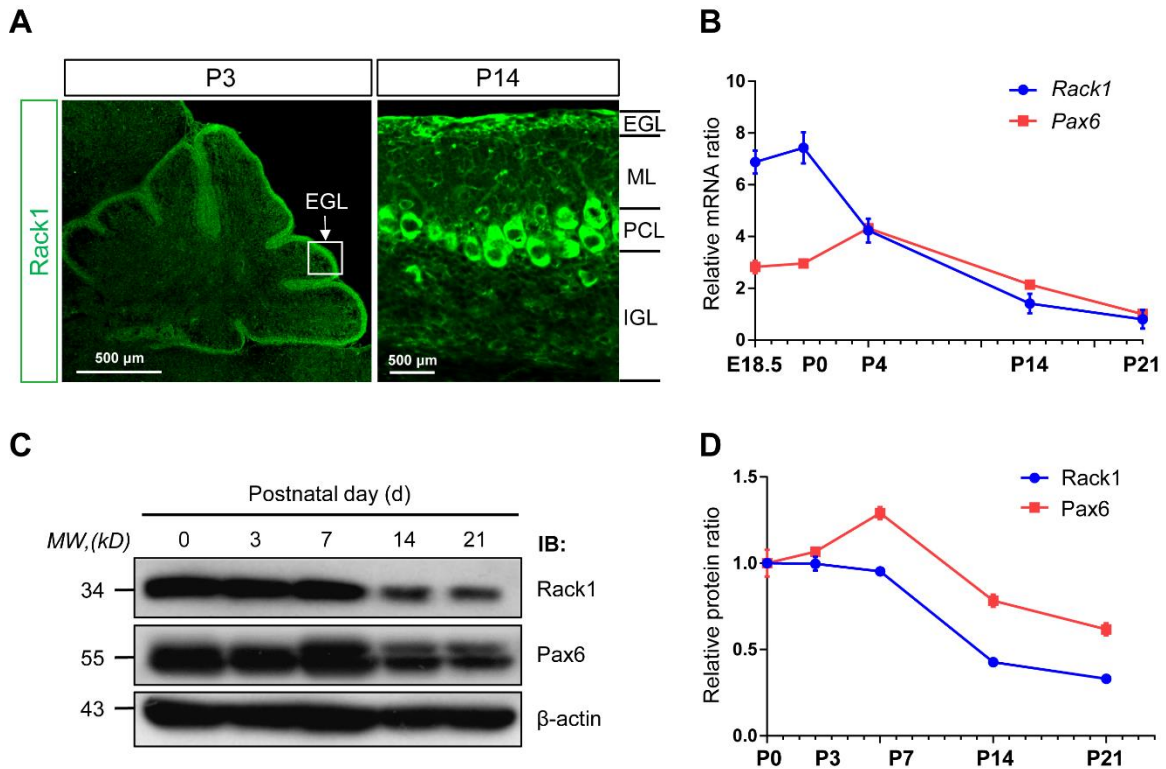 A
P3
P14
Rack1
EGL
500 μm
500 μm
EGL
ML
PCL
IGL
B
Relative mRNA ratio
10
8
6
4
2
0
Rack1
Pax6
E18.5 P0 P4 P14 P21
C
Postnatal day (d)
MW,(kD) 0 3 7 14 21 IB:
34 Rack1
55 Pax6
43 β-actin
D
Relative protein ratio
1.5
1.0
0.5
0.0
Rack1
Pax6
P0 P3 P7 P14 P21